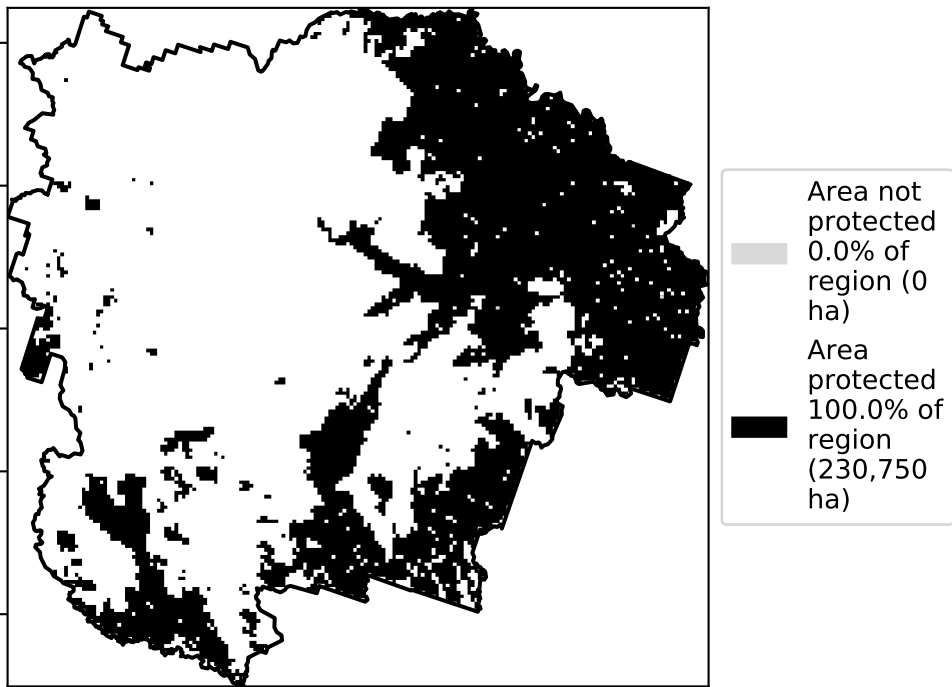 Area not
protected
0.0% of
region (0
ha)
Area
protected
100.0% of
region
(230,750
ha)